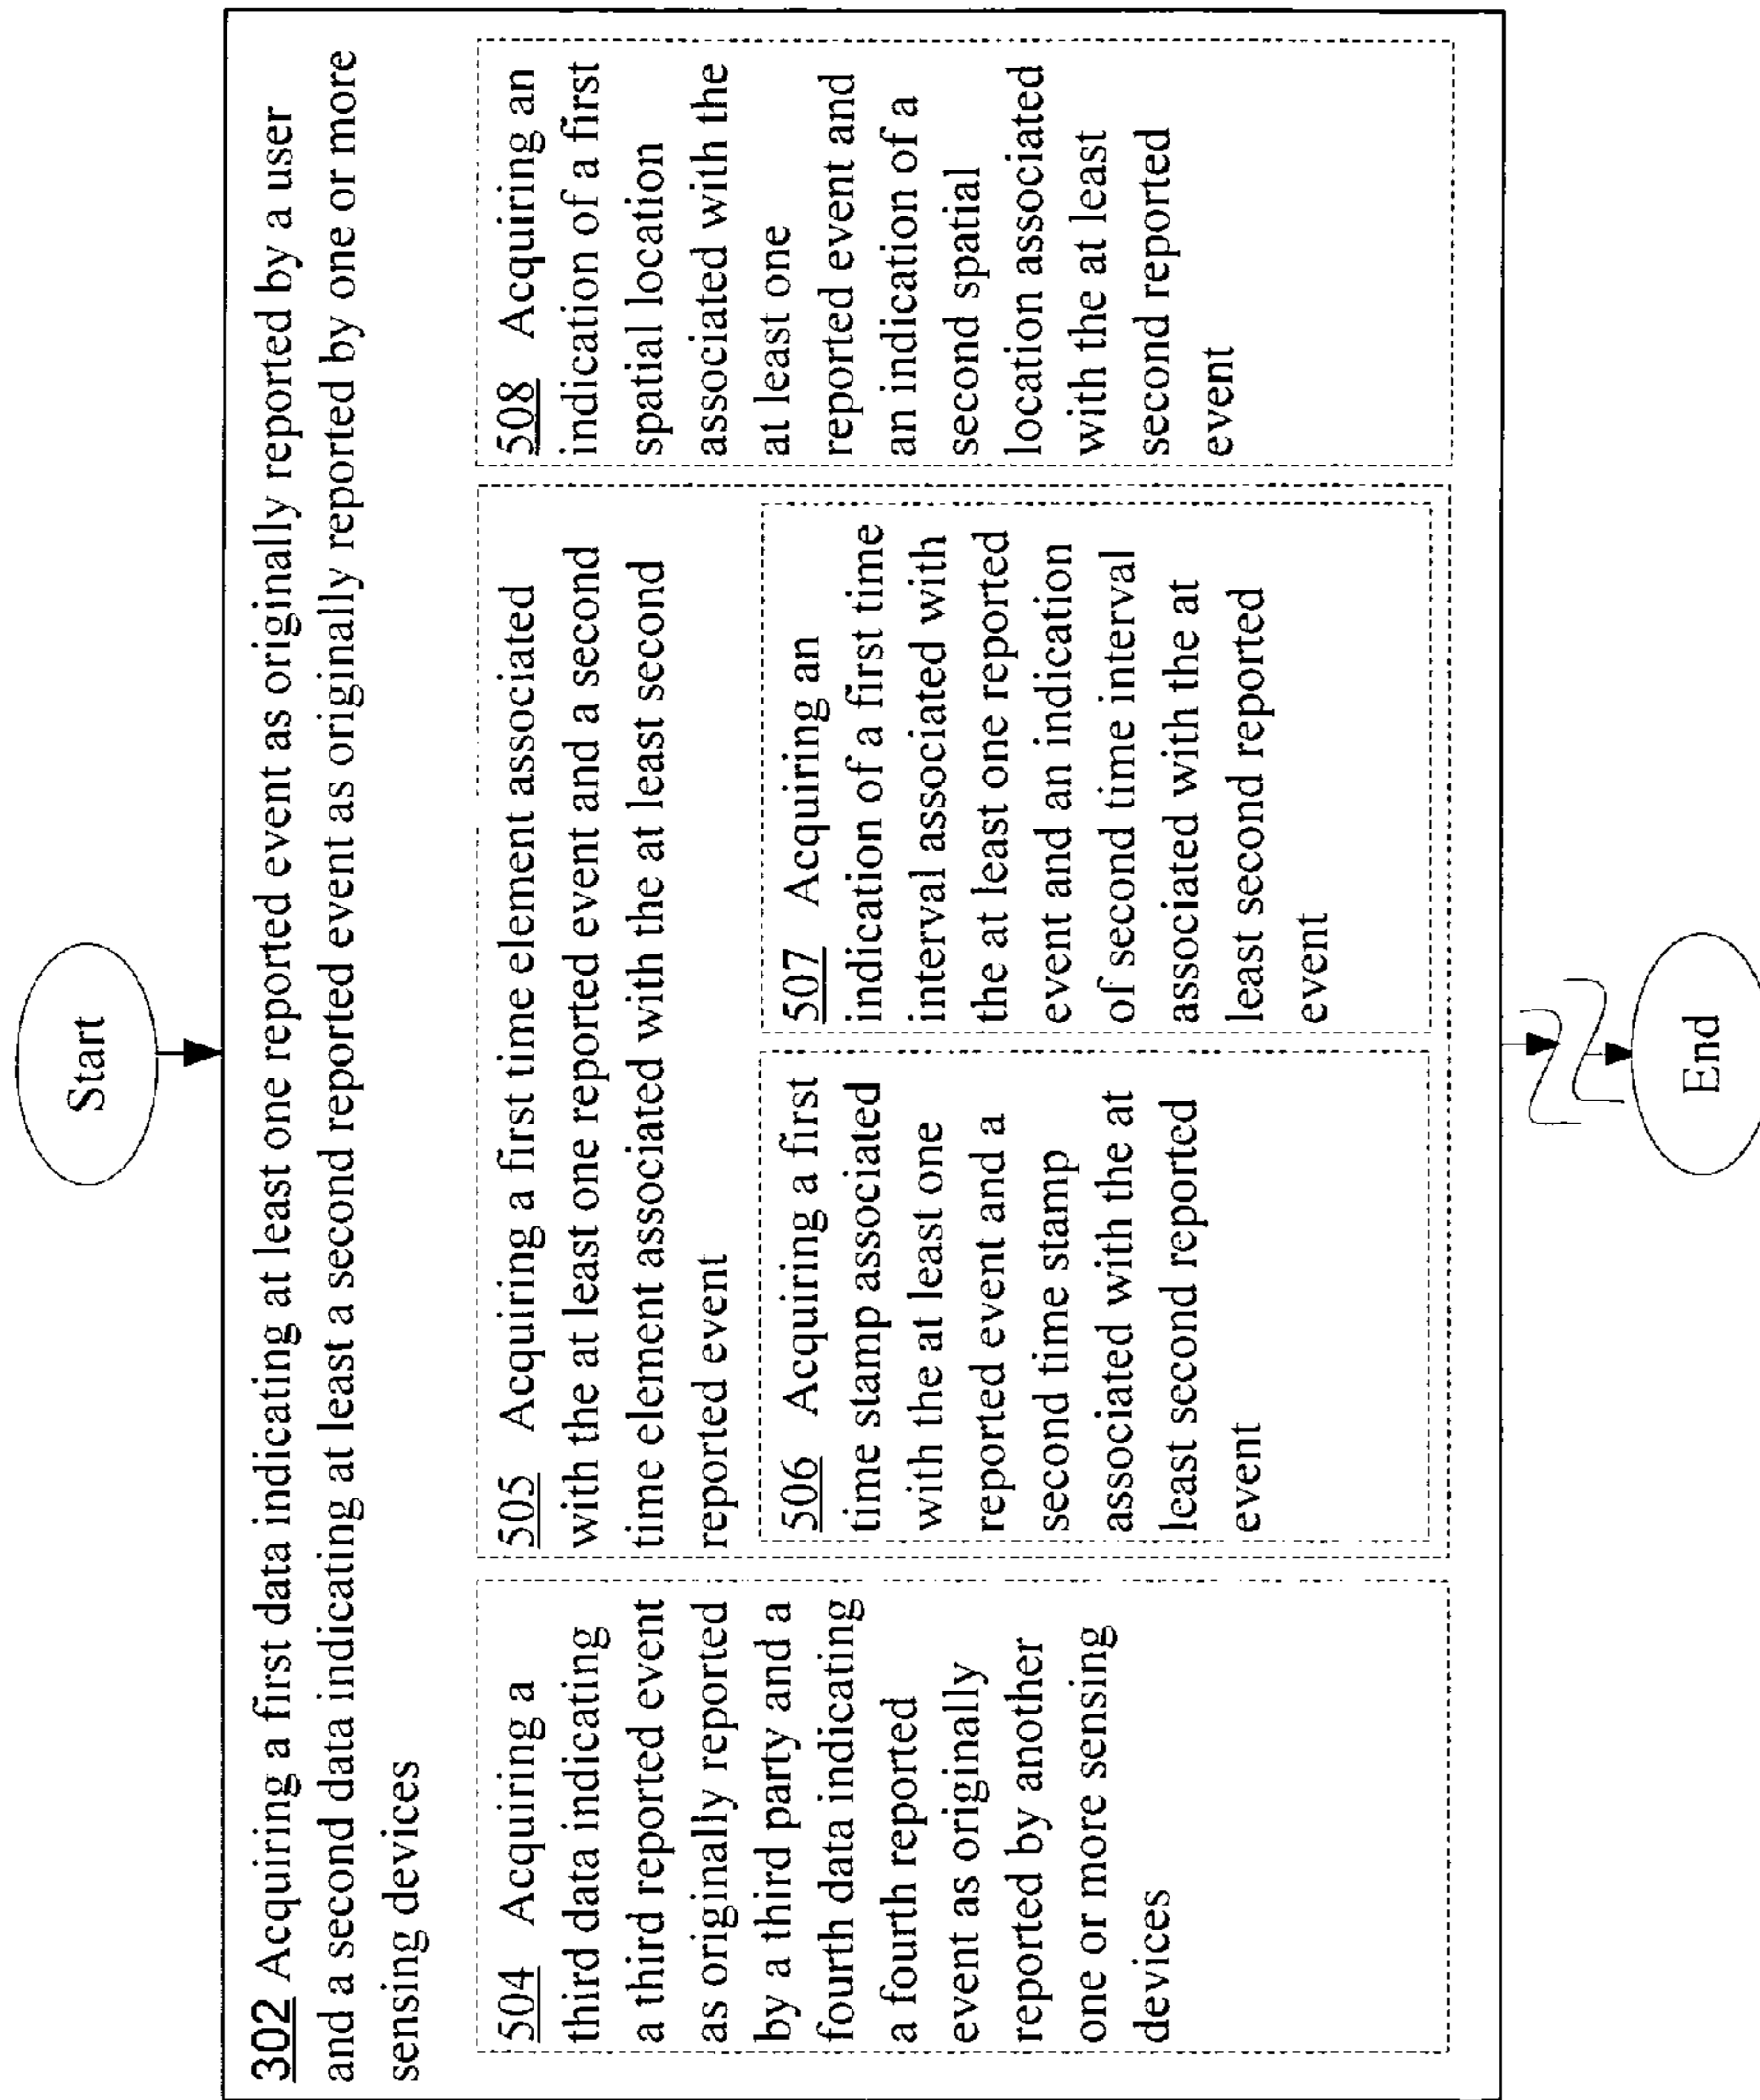 Start
302 Acquiring a first data indicating at least one reported event as originally reported by a user
and a second data indicating at least a second reported event as originally reported by one or more
sensing devices
504 Acquiring a
third data indicating
a third reported event
as originally reported
by a third party and a
fourth data indicating
a fourth reported
event as originally
reported by another
one or more sensing
devices
505 Acquiring a first time element associated
with the at least one reported event and a second
time element associated with the at least second
reported event
506 Acquiring a first
time stamp associated
with the at least one
reported event and a
second time stamp
associated with the at
least second reported
event
507 Acquiring an
indication of a first time
interval associated with
the at least one reported
event and an indication
of second time interval
associated with the at
least second reported
event
508 Acquiring an
indication of a first
spatial location
associated with the
at least one
reported event and
an indication of a
second spatial
location associated
with the at least
second reported
event
End